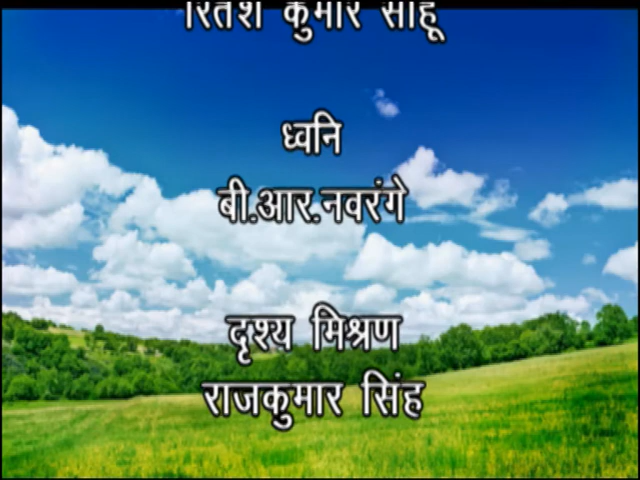 रितेश कुमार साहू
ध्वनि
बी.आर.नवरंगे
दृश्य मिश्रण
राजकुमार सिंह